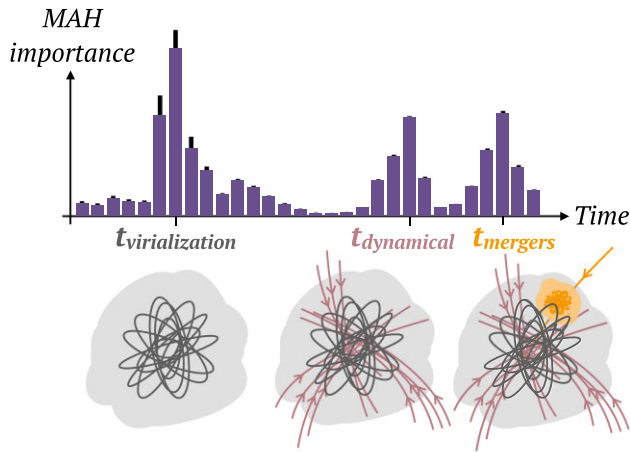 MAH
importance
Time
tvirialization
tdynamical
tmergers